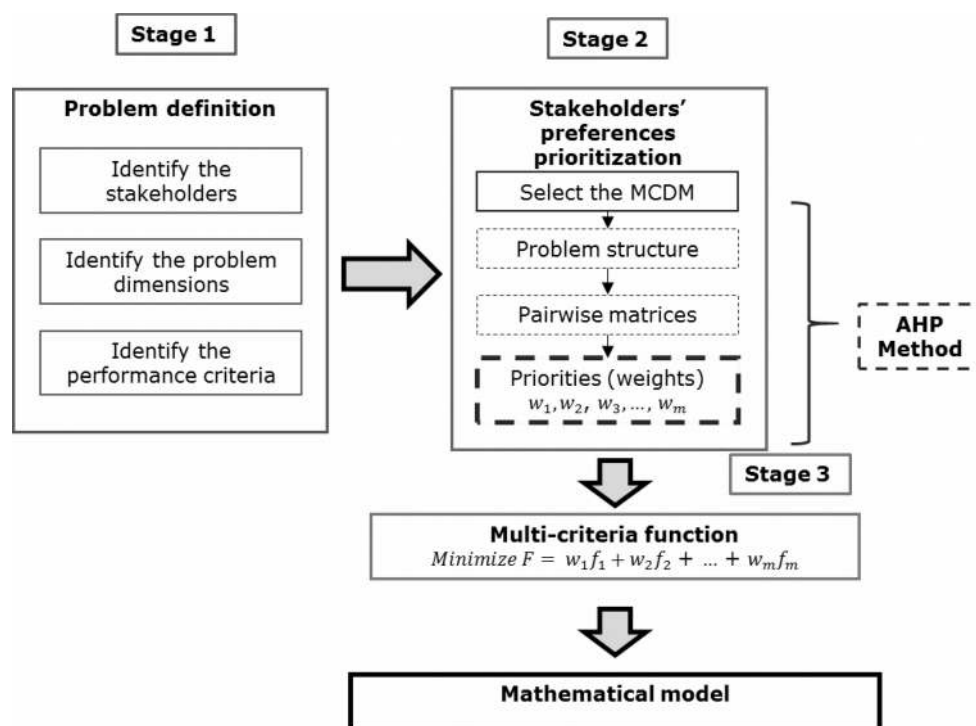 Stage 1
Problem definition
Identify the
stakeholders
Identify the problem
dimensions
Identify the
performance criteria
Stage 2
Stakeholders’
preferences
prioritization
Select the MCDM
Problem structure
Pairwise matrices
Priorities (weights)
w₁, w₂, w₃, …, wₘ
AHP
Method
Stage 3
Multi-criteria function
Minimize F = w₁f₁ + w₂f₂ + … + wₘfₘ
Mathematical model